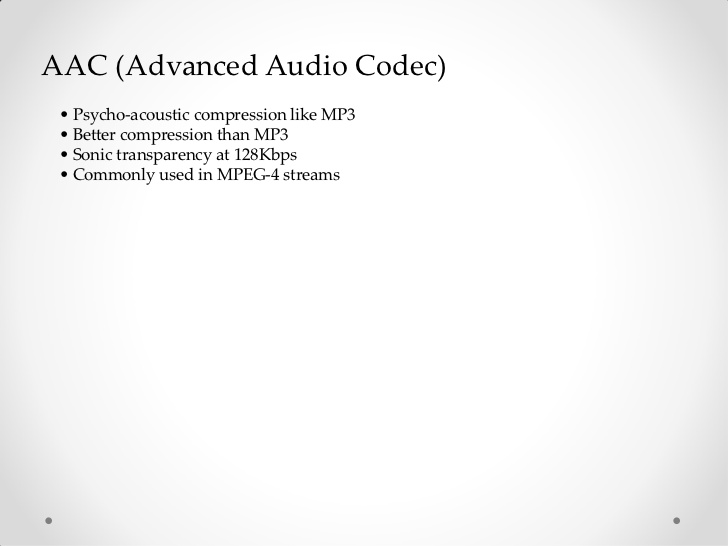 AAC (Advanced Audio Codec)
• Psycho-acoustic compression like MP3
• Better compression than MP3
• Sonic transparency at 128Kbps
• Commonly used in MPEG-4 streams